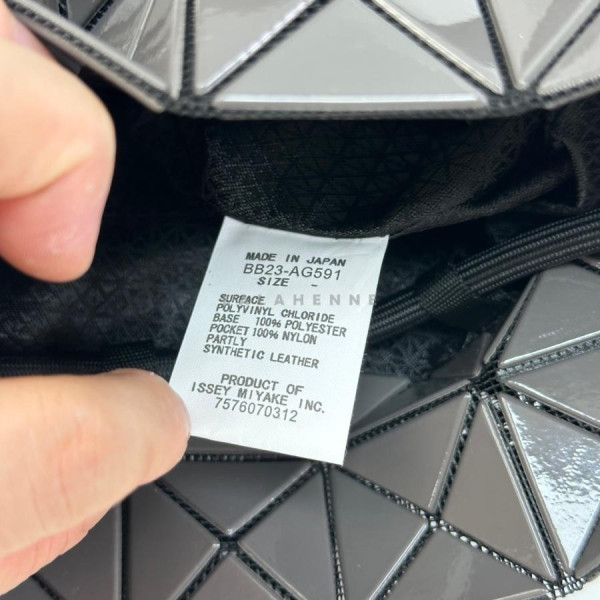 MADE IN JAPAN
BB23-AG591
SIZE -
AHENNE
SURFACE
POLYVINYL CHLORIDE
BASE 100% POLYESTER
POCKET 100% NYLON
PARTLY
SYNTHETIC LEATHER
PRODUCT OF
ISSEY MIYAKE INC.
7576070312